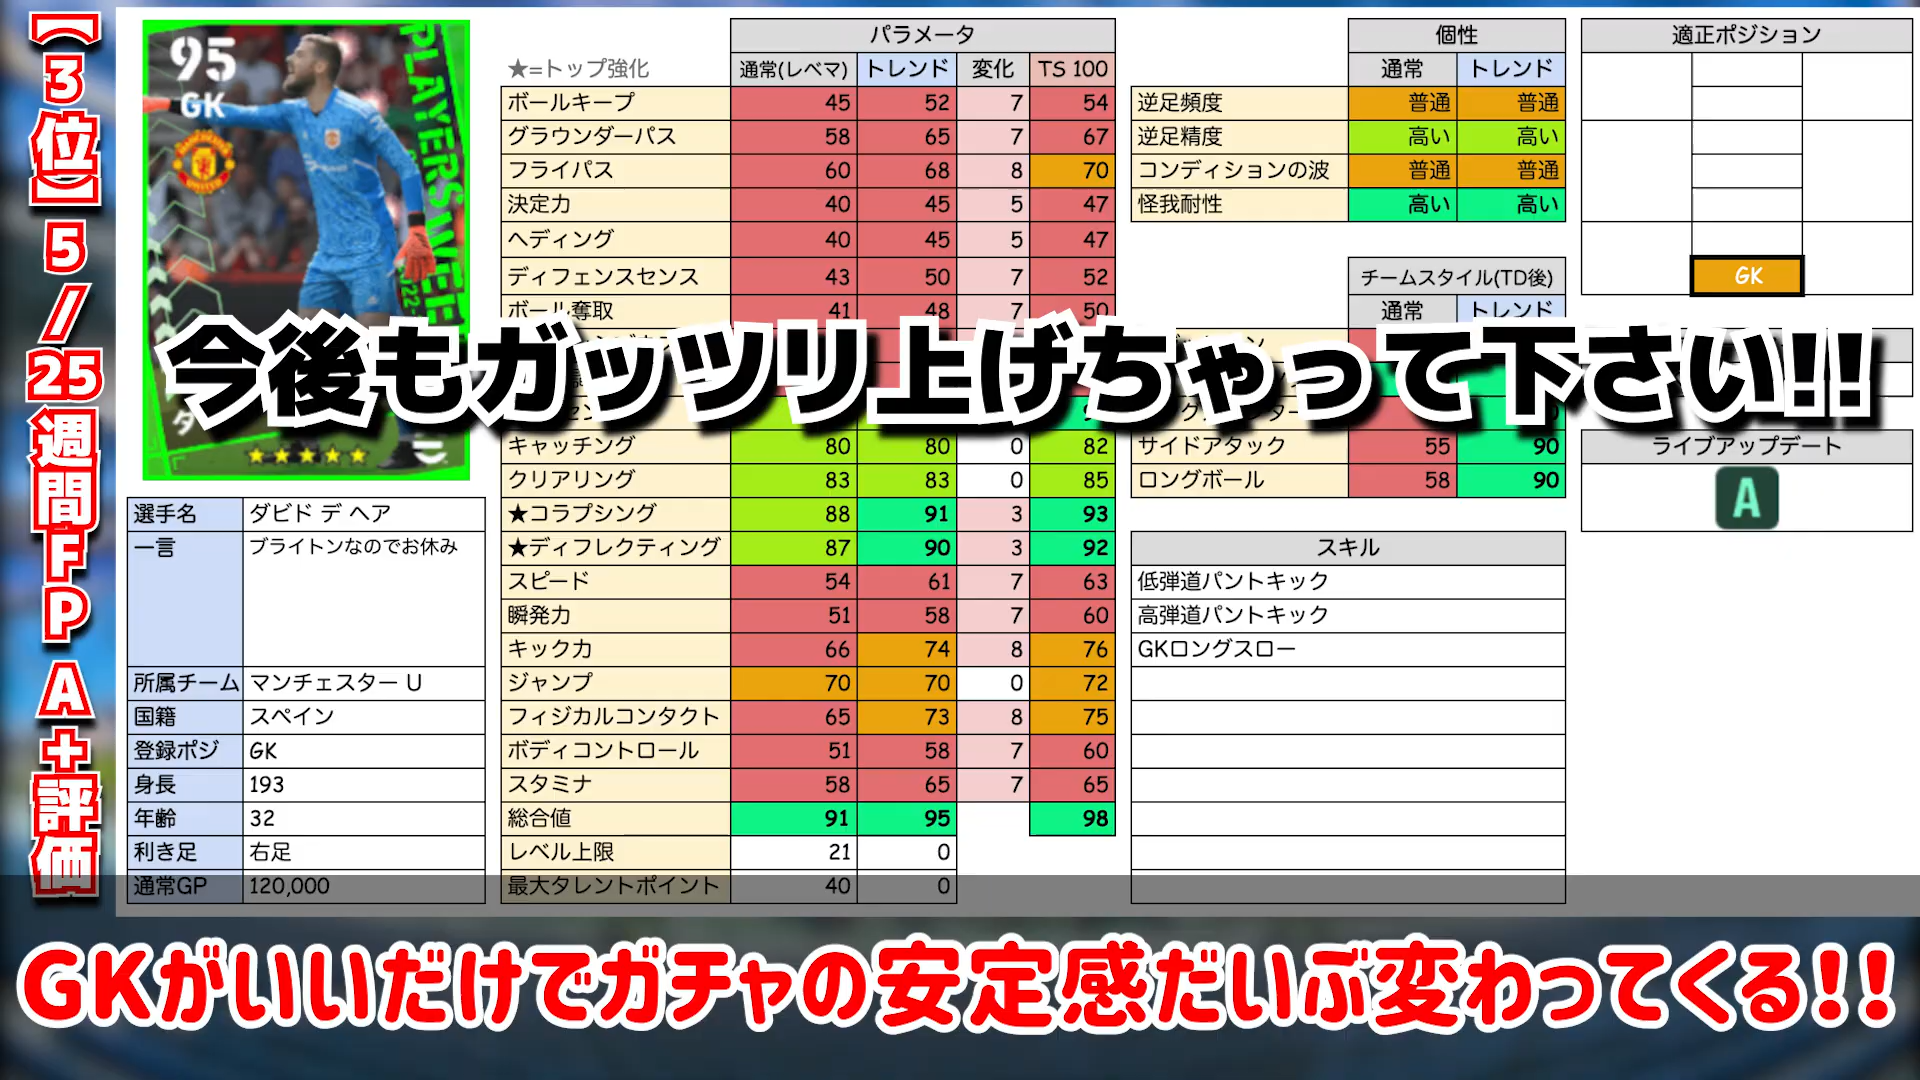 【3位】5/25週間FP A+評価
95
GK
MANCHESTER
UNITED
PLAYERS WEEK
パラメータ
★=トップ強化 通常(レベマ) トレンド 変化 TS 100
ボールキープ 45 52 7 54
グラウンダーパス 58 65 7 67
フライパス 60 68 8 70
決定力 40 45 5 47
ヘディング 40 45 5 47
ディフェンスセンス 43 50 7 52
ボール奪取 41 48 7 50
キャッチング 80 80 0 82
クリアリング 83 83 0 85
★コラプシング 88 91 3 93
★ディフレクティング 87 90 3 92
スピード 54 61 7 63
瞬発力 51 58 7 60
キック力 66 74 8 76
ジャンプ 70 70 0 72
フィジカルコンタクト 65 73 8 75
ボディコントロール 51 58 7 60
スタミナ 58 65 7 65
総合値 91 95 98
レベル上限 21 0
最大タレントポイント 40 0
選手名 ダビド デ ヘア
一言 ブライトンなのでお休み
所属チーム マンチェスター U
国籍 スペイン
登録ポジ GK
身長 193
年齢 32
利き足 右足
通常GP 120,000
個性
通常 トレンド
逆足頻度 普通 普通
逆足精度 高い 高い
コンディションの波 普通 普通
怪我耐性 高い 高い
チームスタイル(TD後)
通常 トレンド
サイドアタック 55 90
ロングボール 58 90
スキル
低弾道パントキック
高弾道パントキック
GKロングスロー
適正ポジション
GK
ライブアップデート
A
今後もガッツリ上げちゃって下さい!!
GKがいいだけでガチャの安定感だいぶ変わってくる!!